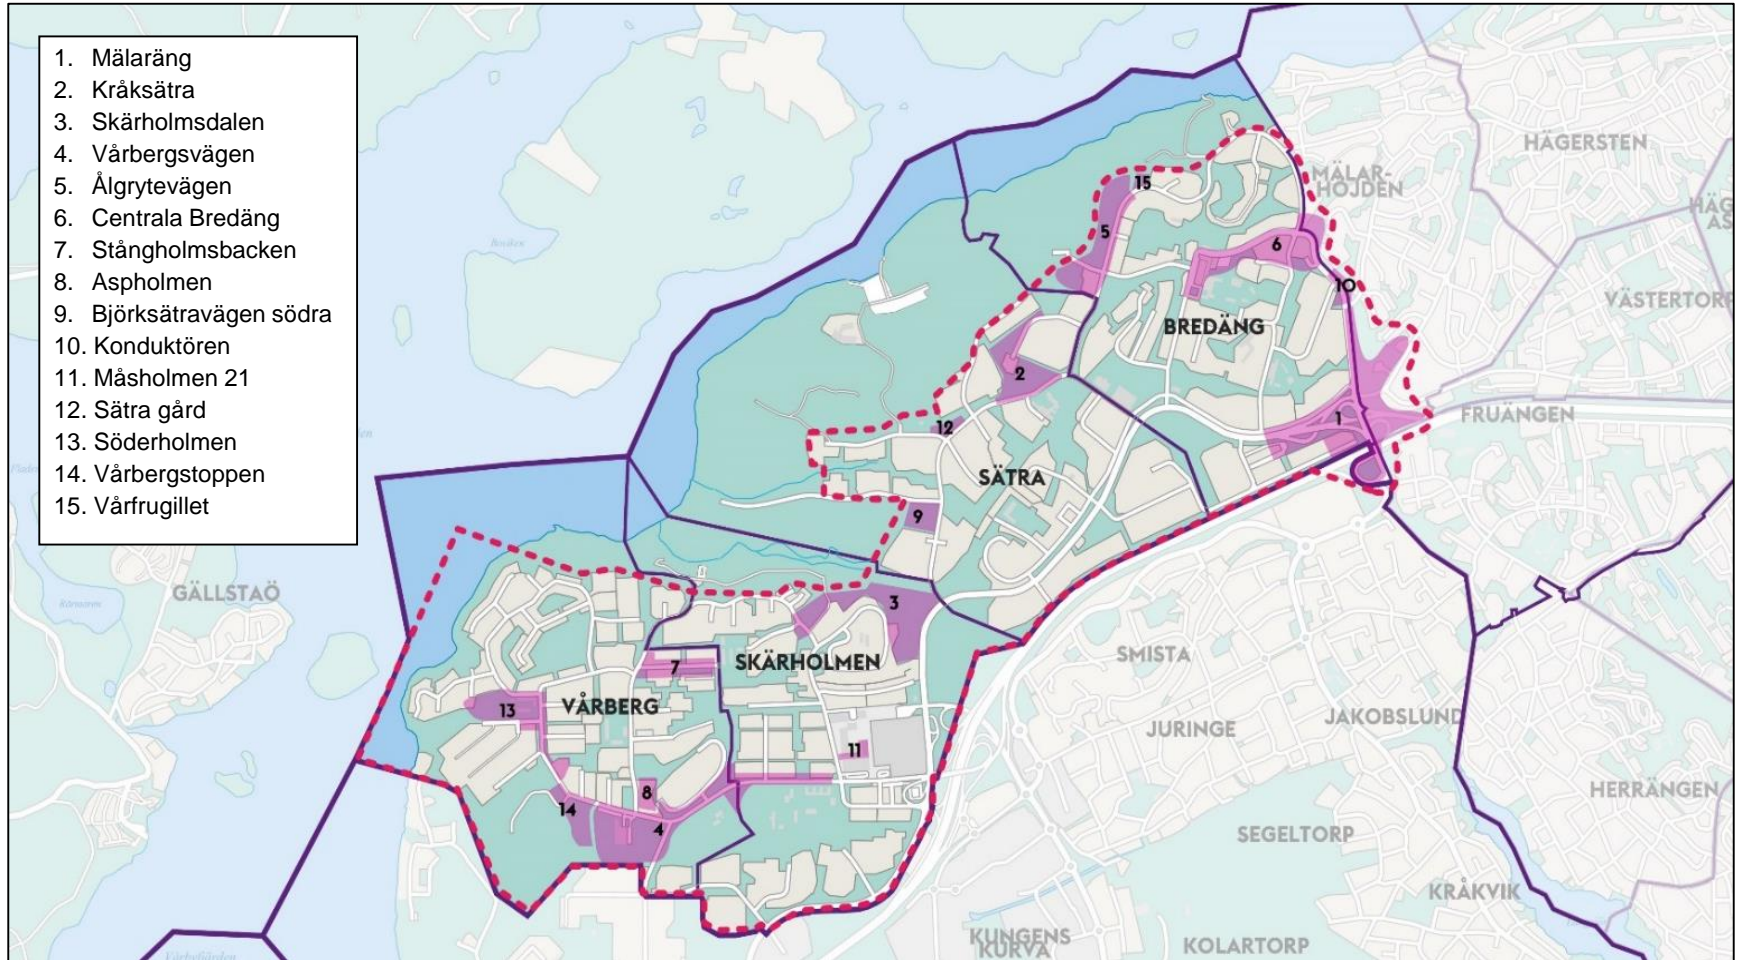 1. Mälaräng
2. Kråksätra
3. Skärholmsdalen
4. Vårbergsvägen
5. Ålgrytevägen
6. Centrala Bredäng
7. Stångholmsbacken
8. Aspholmen
9. Björksätravägen södra
10. Konduktören
11. Måsholmen 21
12. Sätra gård
13. Söderholmen
14. Vårbergstoppen
15. Vårfrugillet
HÄGERSTEN
MÄLAR-
HÖJDEN
15
5
6
10
VÄSTERTORP
BREDÄNG
2
12
1
FRUÄNGEN
SÄTRA
9
GÄLLSTAÖ
3
SMISTA
7
SKÄRHOLMEN
13
VÅRBERG
JAKOBSLUND
JURINGE
11
8
HERRÄNGEN
14
4
SEGELTORP
KRÅKVIK
KUNGENS
KURVA
KOLARTORP